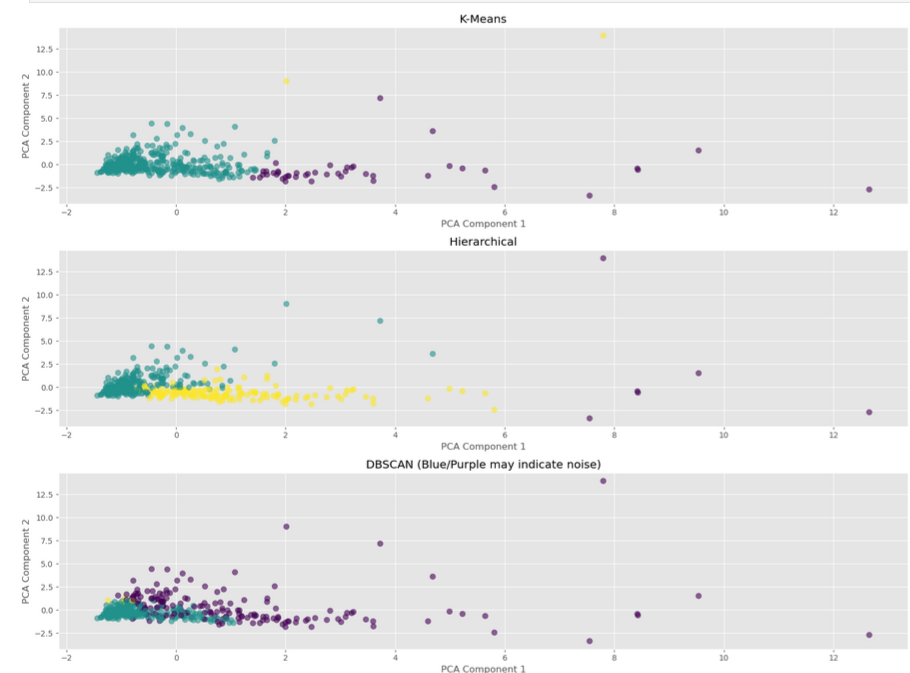 K-Means
12.5
10.0
7.5
5.0
2.5
0.0
−2.5
PCA Component 2
−2 0 2 4 6 8 10 12
PCA Component 1
Hierarchical
12.5
10.0
7.5
5.0
2.5
0.0
−2.5
PCA Component 2
−2 0 2 4 6 8 10 12
PCA Component 1
DBSCAN (Blue/Purple may indicate noise)
12.5
10.0
7.5
5.0
2.5
0.0
−2.5
PCA Component 2
−2 0 2 4 6 8 10 12
PCA Component 1